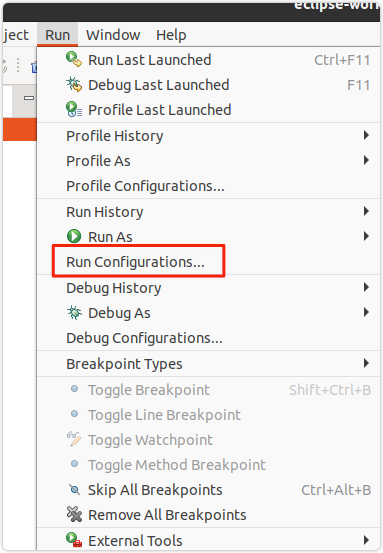 eclipse-wor
ject Run Window Help
Run Last Launched Ctrl+F11
Debug Last Launched F11
Profile Last Launched
Profile History
Profile As
Profile Configurations...
Run History
Run As
Run Configurations...
Debug History
Debug As
Debug Configurations...
Breakpoint Types
Toggle Breakpoint Shift+Ctrl+B
Toggle Line Breakpoint
Toggle Watchpoint
Toggle Method Breakpoint
Skip All Breakpoints Ctrl+Alt+B
Remove All Breakpoints
External Tools